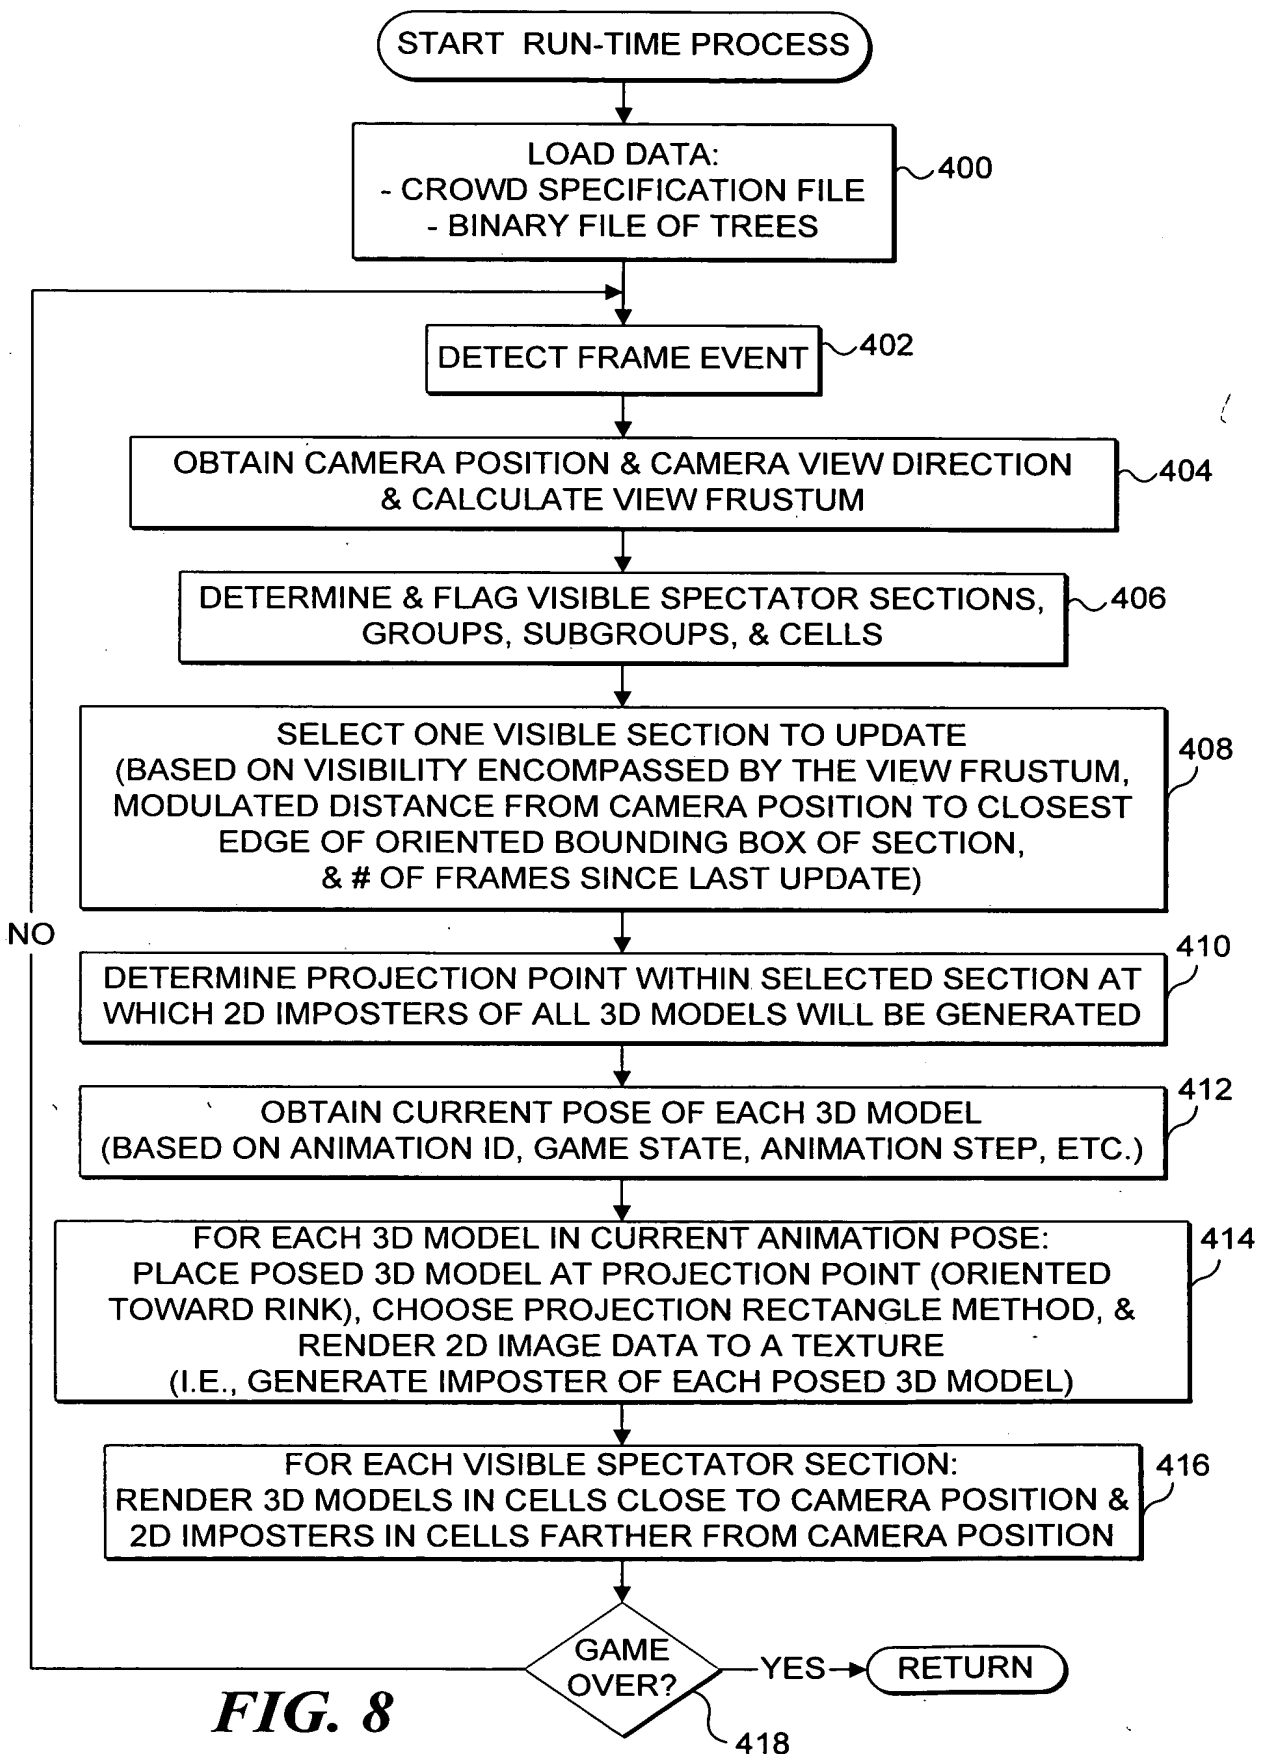 START RUN-TIME PROCESS
LOAD DATA:
- CROWD SPECIFICATION FILE
- BINARY FILE OF TREES
400
DETECT FRAME EVENT
402
OBTAIN CAMERA POSITION & CAMERA VIEW DIRECTION
& CALCULATE VIEW FRUSTUM
404
DETERMINE & FLAG VISIBLE SPECTATOR SECTIONS,
GROUPS, SUBGROUPS, & CELLS
406
SELECT ONE VISIBLE SECTION TO UPDATE
(BASED ON VISIBILITY ENCOMPASSED BY THE VIEW FRUSTUM,
MODULATED DISTANCE FROM CAMERA POSITION TO CLOSEST
EDGE OF ORIENTED BOUNDING BOX OF SECTION,
& # OF FRAMES SINCE LAST UPDATE)
408
NO
DETERMINE PROJECTION POINT WITHIN SELECTED SECTION AT
WHICH 2D IMPOSTERS OF ALL 3D MODELS WILL BE GENERATED
410
OBTAIN CURRENT POSE OF EACH 3D MODEL
(BASED ON ANIMATION ID, GAME STATE, ANIMATION STEP, ETC.)
412
FOR EACH 3D MODEL IN CURRENT ANIMATION POSE:
PLACE POSED 3D MODEL AT PROJECTION POINT (ORIENTED
TOWARD RINK), CHOOSE PROJECTION RECTANGLE METHOD, &
RENDER 2D IMAGE DATA TO A TEXTURE
(I.E., GENERATE IMPOSTER OF EACH POSED 3D MODEL)
414
FOR EACH VISIBLE SPECTATOR SECTION:
RENDER 3D MODELS IN CELLS CLOSE TO CAMERA POSITION &
2D IMPOSTERS IN CELLS FARTHER FROM CAMERA POSITION
416
GAME
OVER?
YES
RETURN
418
FIG. 8